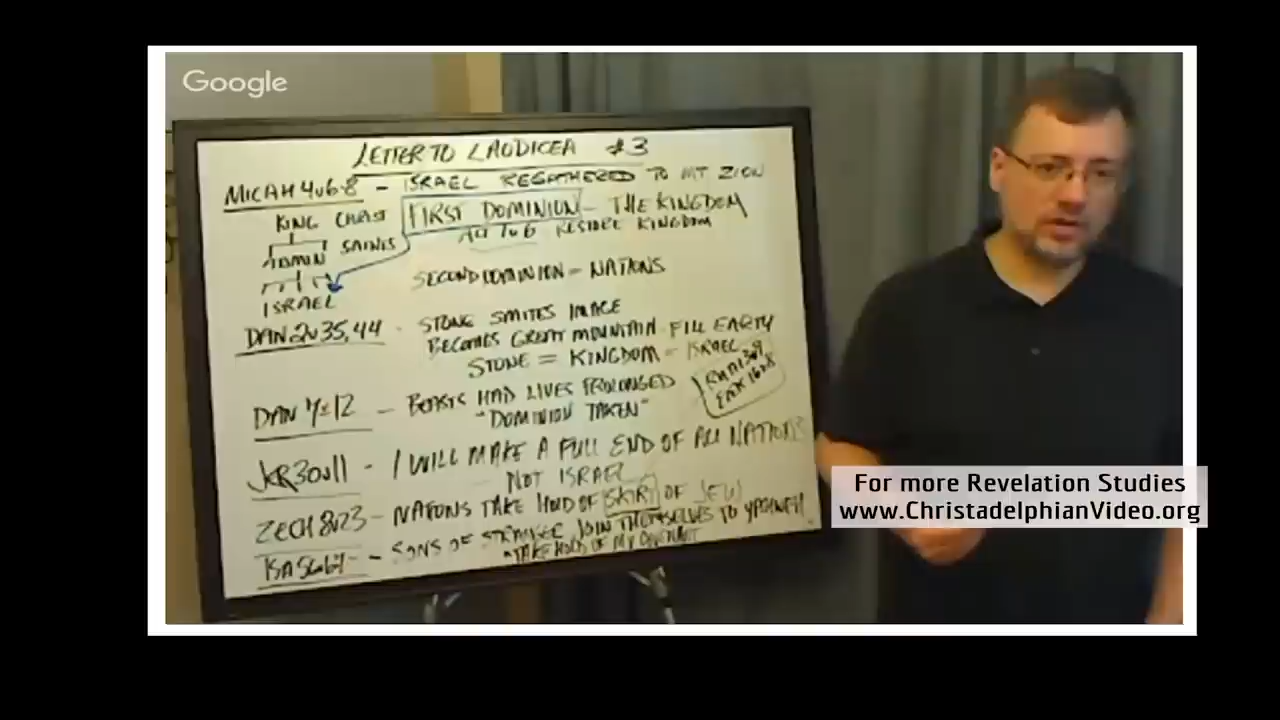 Google
LETTER TO LAODICEA #3
MICAH 4v6-8 - ISRAEL REGATHERED TO MT ZION
KING CHRIST
FIRST DOMINION - THE KINGDOM
SAINTS
ACT 1v6 RESTORE KINGDOM
ADMIN
SECOND DOMINION = NATIONS
ISRAEL
DAN 2v35,44 - STONE SMITES IMAGE
BECOMES GREAT MOUNTAIN - FILL EARTH
STONE = KINGDOM = ISRAEL
DAN 7v12 - BEASTS HAD LIVES PROLONGED
"DOMINION TAKEN"
JER 30v11 - I WILL MAKE A FULL END OF ALL NATIONS
NOT ISRAEL
ZECH 8v23 - NATIONS TAKE HOLD OF SKIRT OF JEW
ISA 56v6 - SONS OF STRANGER JOIN THEMSELVES TO YAHWEH
"TAKE HOLD OF MY COVENANT
For more Revelation Studies
www.ChristadelphianVideo.org